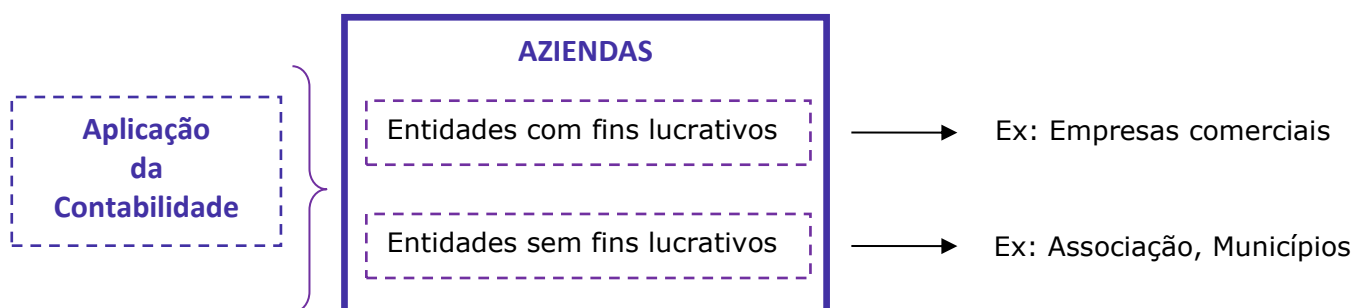 AZIENDAS
Aplicação
da
Contabilidade
Entidades com fins lucrativos
Ex: Empresas comerciais
Entidades sem fins lucrativos
Ex: Associação, Municípios